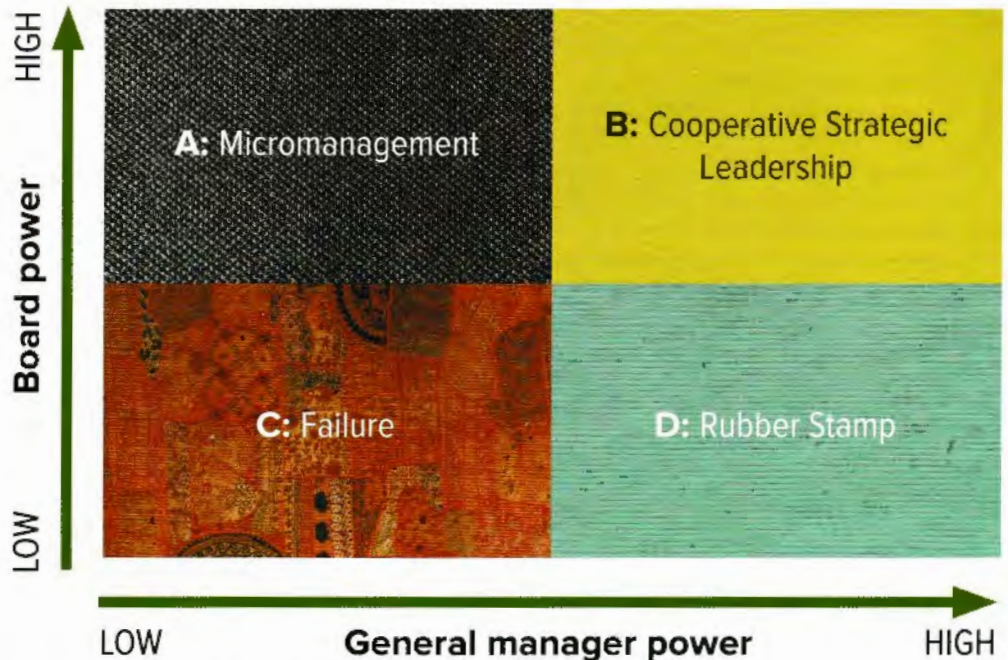 HIGH
Board power
LOW
A: Micromanagement
B: Cooperative Strategic
Leadership
C: Failure
D: Rubber Stamp
LOW
General manager power
HIGH